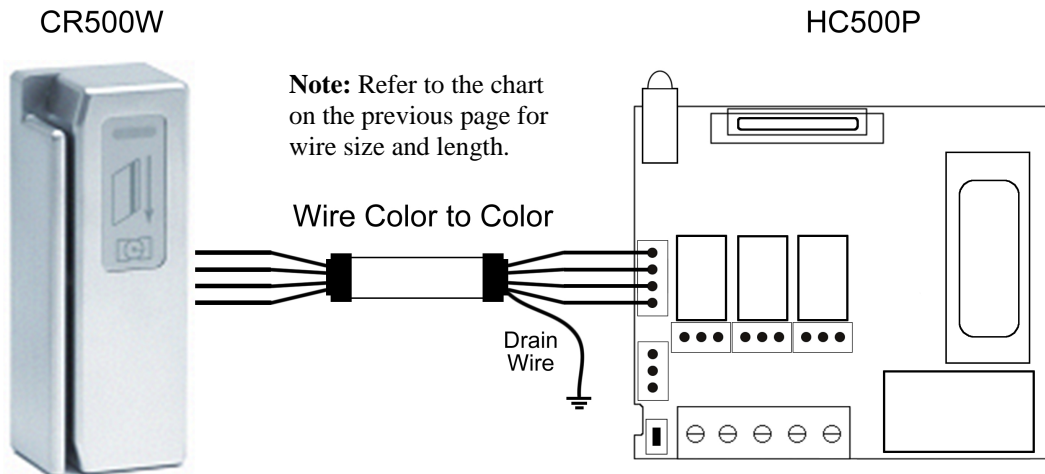 CR500W
HC500P
Note: Refer to the chart
on the previous page for
wire size and length.
Wire Color to Color
Drain
Wire